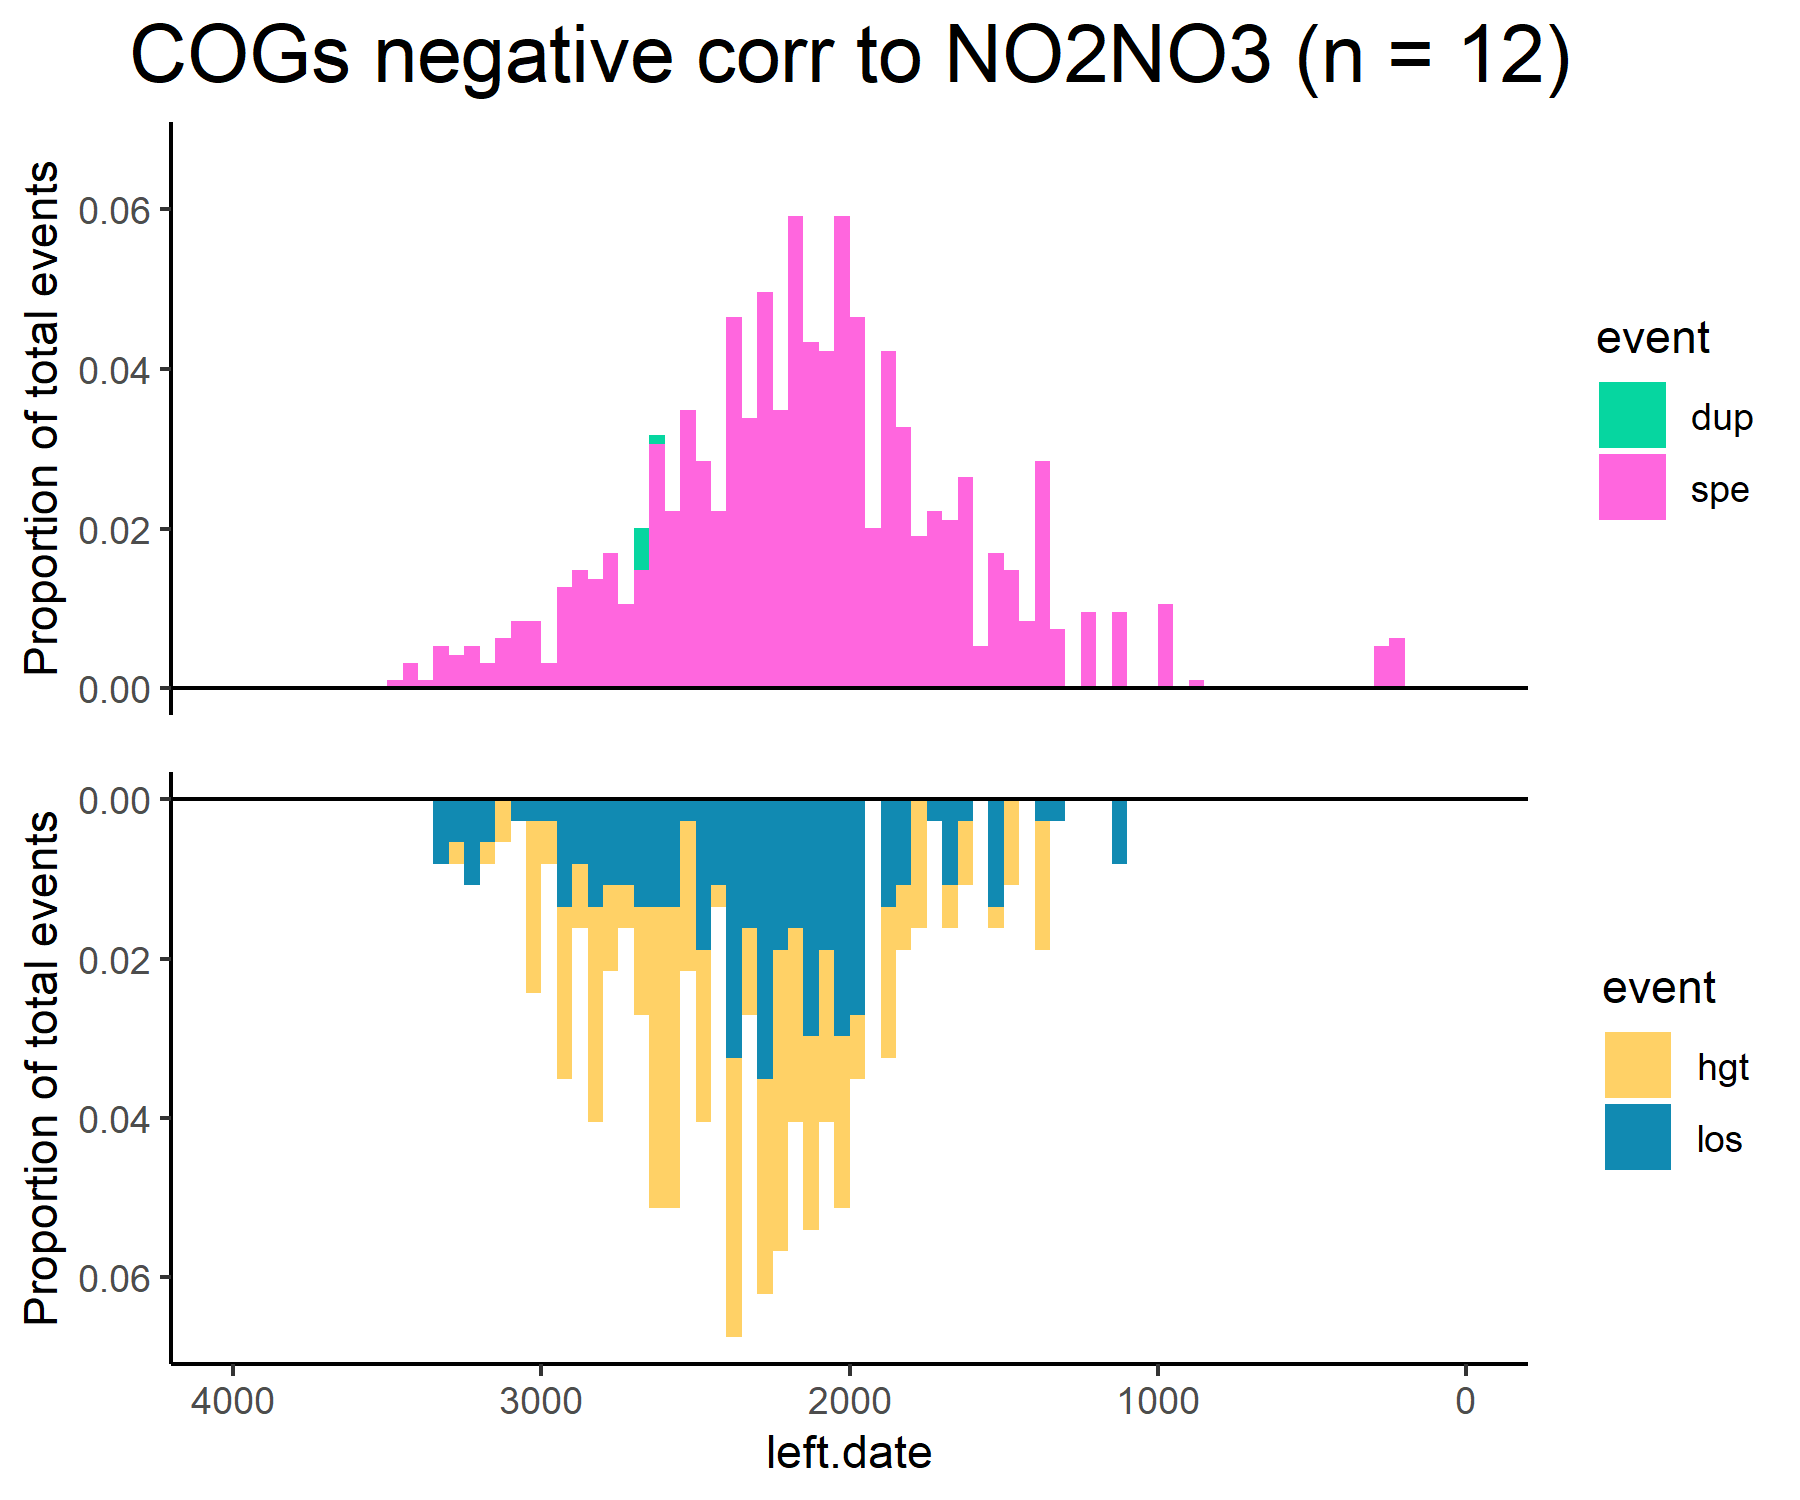 COGs negative corr to NO2NO3 (n = 12)
Proportion of total events
0.06
0.04
0.02
0.00
event
dup
spe
Proportion of total events
0.00
0.02
0.04
0.06
event
hgt
los
4000 3000 2000 1000 0
left.date